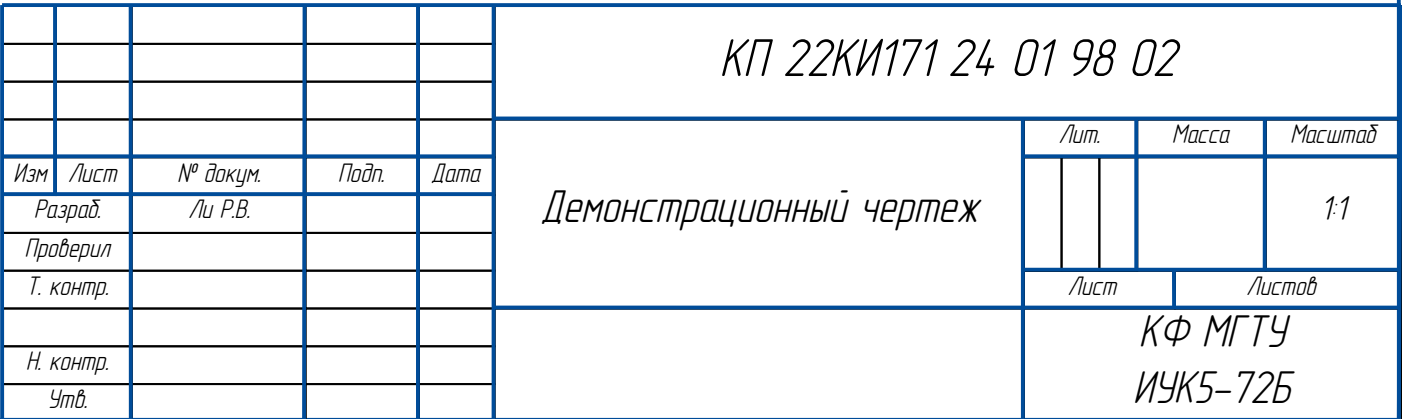 КП 22КИ171 24 01 98 02
Лит. Масса Масштаб
Изм Лист № докум. Подп. Дата
Разраб. Ли Р.В.
Демонстрационный чертеж
1:1
Проверил
Т. контр.
Лист Листов
КФ МГТУ
Н. контр.
ИУК5-72Б
Утв.